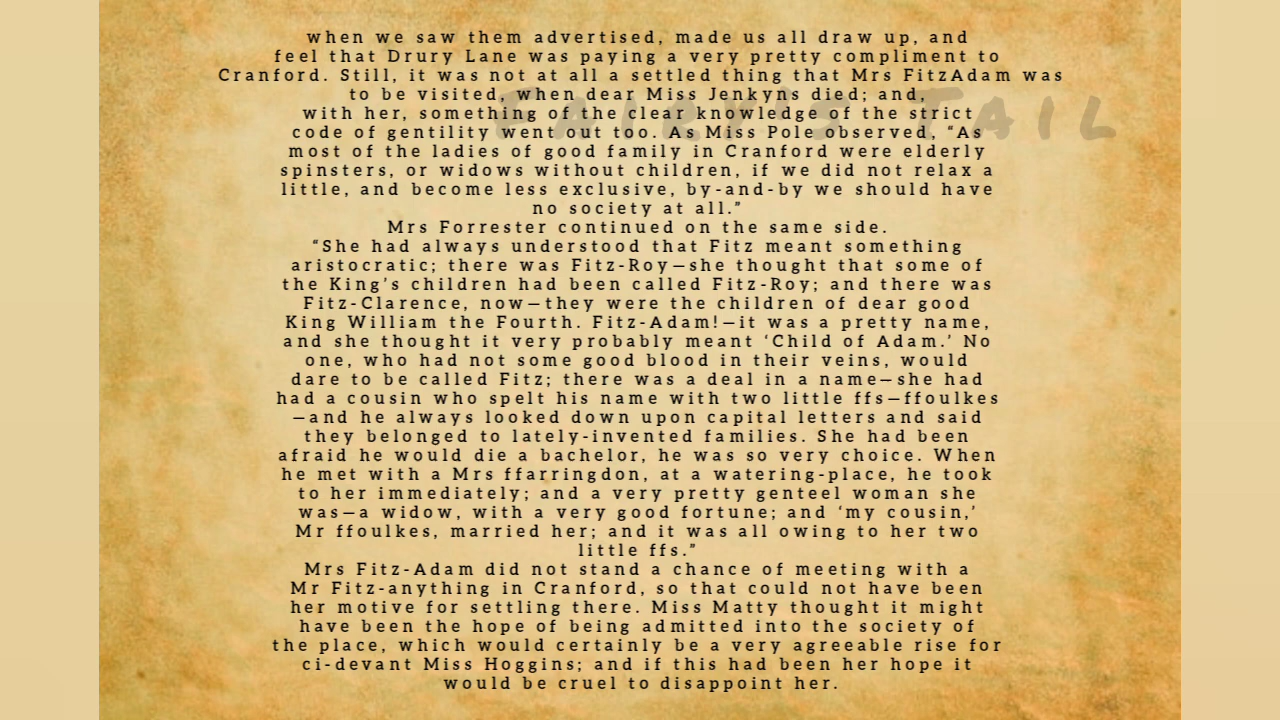 when we saw them advertised, made us all draw up, and
feel that Drury Lane was paying a very pretty compliment to
Cranford. Still, it was not at all a settled thing that Mrs FitzAdam was
to be visited, when dear Miss Jenkyns died; and,
with her, something of the clear knowledge of the strict
code of gentility went out too. As Miss Pole observed, “As
most of the ladies of good family in Cranford were elderly
spinsters, or widows without children, if we did not relax a
little, and become less exclusive, by-and-by we should have
no society at all.”
Mrs Forrester continued on the same side.
“She had always understood that Fitz meant something
aristocratic; there was Fitz-Roy—she thought that some of
the King’s children had been called Fitz-Roy; and there was
Fitz-Clarence, now—they were the children of dear good
King William the Fourth. Fitz-Adam!—it was a pretty name,
and she thought it very probably meant ‘Child of Adam.’ No
one, who had not some good blood in their veins, would
dare to be called Fitz; there was a deal in a name—she had
had a cousin who spelt his name with two little ffs—ffoulkes
—and he always looked down upon capital letters and said
they belonged to lately-invented families. She had been
afraid he would die a bachelor, he was so very choice. When
he met with a Mrs ffarringdon, at a watering-place, he took
to her immediately; and a very pretty genteel woman she
was—a widow, with a very good fortune; and ‘my cousin,’
Mr ffoulkes, married her; and it was all owing to her two
little ffs.”
Mrs Fitz-Adam did not stand a chance of meeting with a
Mr Fitz-anything in Cranford, so that could not have been
her motive for settling there. Miss Matty thought it might
have been the hope of being admitted into the society of
the place, which would certainly be a very agreeable rise for
ci-devant Miss Hoggins; and if this had been her hope it
would be cruel to disappoint her.
TAIL